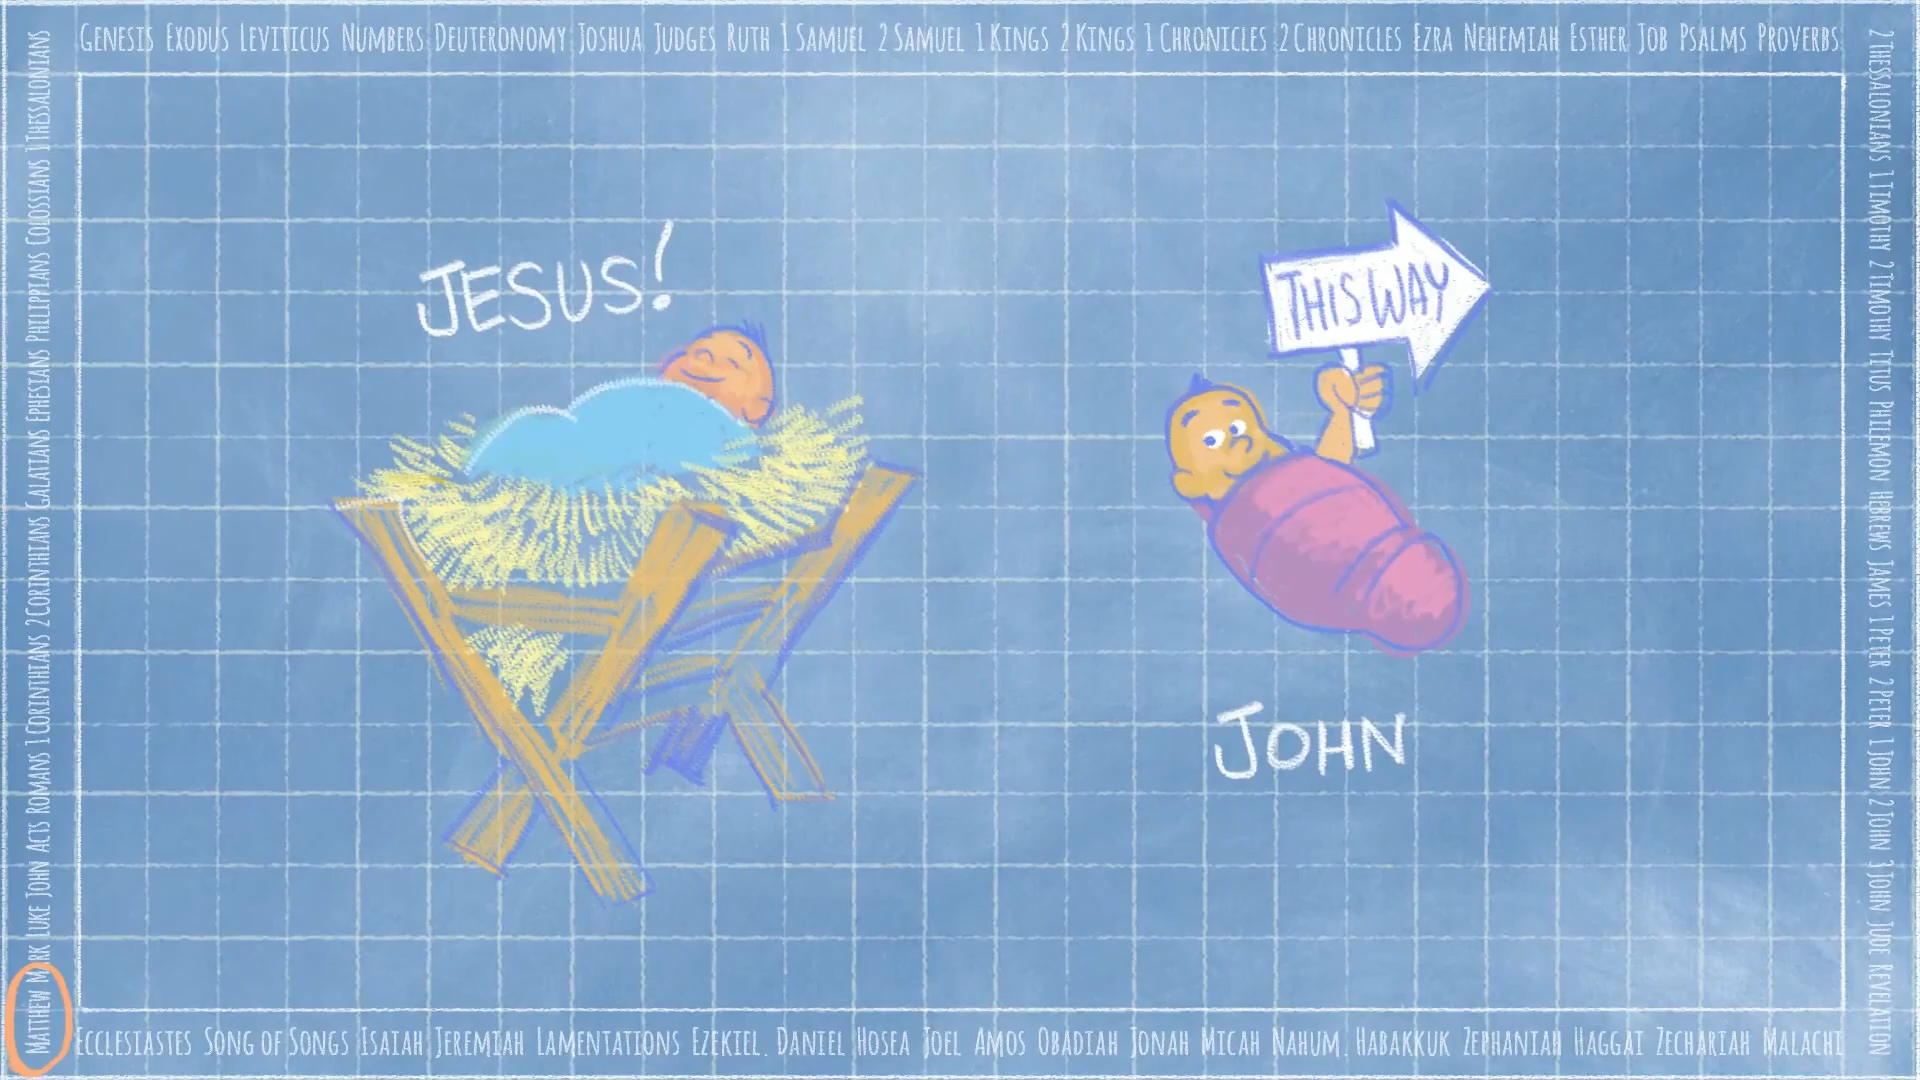 GENESIS EXODUS LEVITICUS NUMBERS DEUTERONOMY JOSHUA JUDGES RUTH 1 SAMUEL 2 SAMUEL 1 KINGS 2 KINGS 1 CHRONICLES 2 CHRONICLES EZRA NEHEMIAH ESTHER JOB PSALMS PROVERBS
ECCLESIASTES SONG OF SONGS ISAIAH JEREMIAH LAMENTATIONS EZEKIEL. DANIEL HOSEA JOEL AMOS OBADIAH JONAH MICAH NAHUM. HABAKKUK ZEPHANIAH HAGGAI ZECHARIAH MALACHI
MATTHEW MARK LUKE JOHN ACTS ROMANS 1 CORINTHIANS 2 CORINTHIANS GALATIANS EPHESIANS PHILIPPIANS COLOSSIANS 1 THESSALONIANS
2 THESSALONIANS 1 TIMOTHY 2 TIMOTHY TITUS PHILEMON HEBREWS JAMES 1 PETER 2 PETER 1 JOHN 2 JOHN 3 JOHN JUDE REVELATION
JESUS!
THIS WAY
JOHN